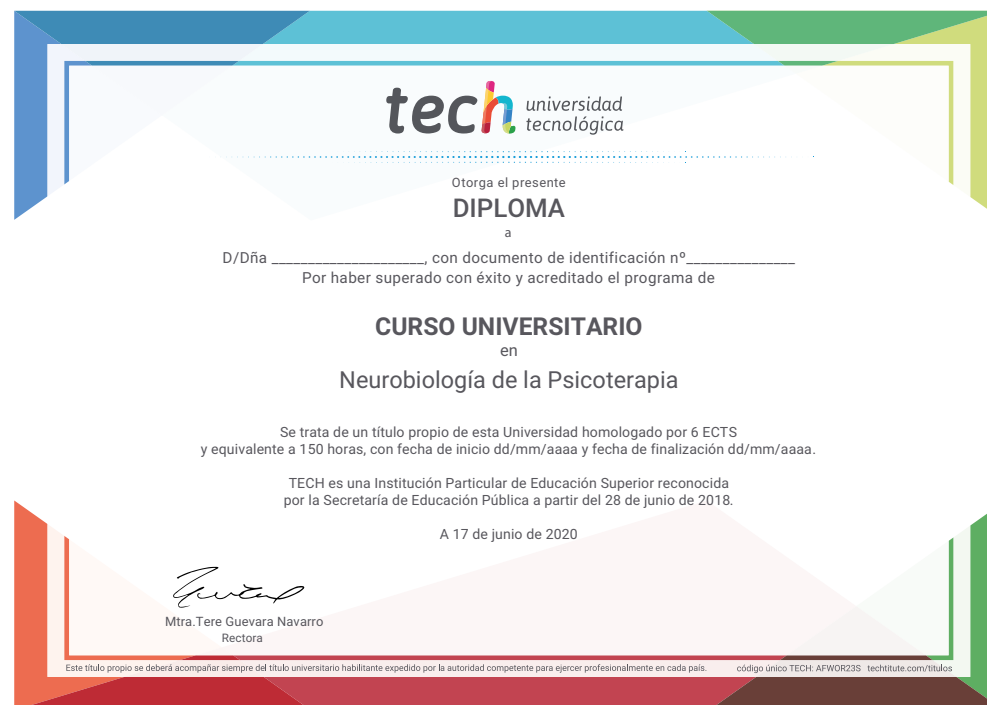 tech universidad
tecnológica
Otorga el presente
DIPLOMA
a
D/Dña _____________________, con documento de identificación nº_______________
Por haber superado con éxito y acreditado el programa de
CURSO UNIVERSITARIO
en
Neurobiología de la Psicoterapia
Se trata de un título propio de esta Universidad homologado por 6 ECTS
y equivalente a 150 horas, con fecha de inicio dd/mm/aaaa y fecha de finalización dd/mm/aaaa.
TECH es una Institución Particular de Educación Superior reconocida
por la Secretaría de Educación Pública a partir del 28 de junio de 2018.
A 17 de junio de 2020
Mtra.Tere Guevara Navarro
Rectora
Este título propio se deberá acompañar siempre del título universitario habilitante expedido por la autoridad competente para ejercer profesionalmente en cada país. código único TECH: AFWOR23S techtitute.com/titulos